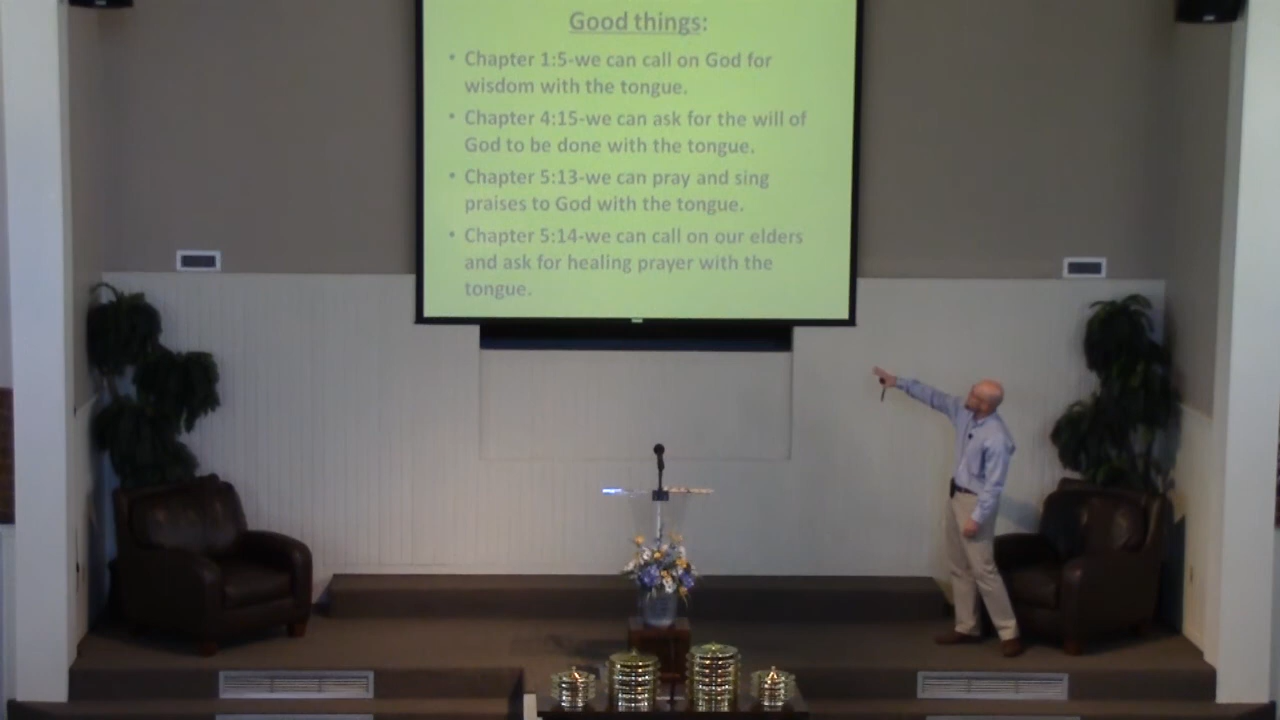 Good things:
• Chapter 1:5-we can call on God for
wisdom with the tongue.
• Chapter 4:15-we can ask for the will of
God to be done with the tongue.
• Chapter 5:13-we can pray and sing
praises to God with the tongue.
• Chapter 5:14-we can call on our elders
and ask for healing prayer with the
tongue.